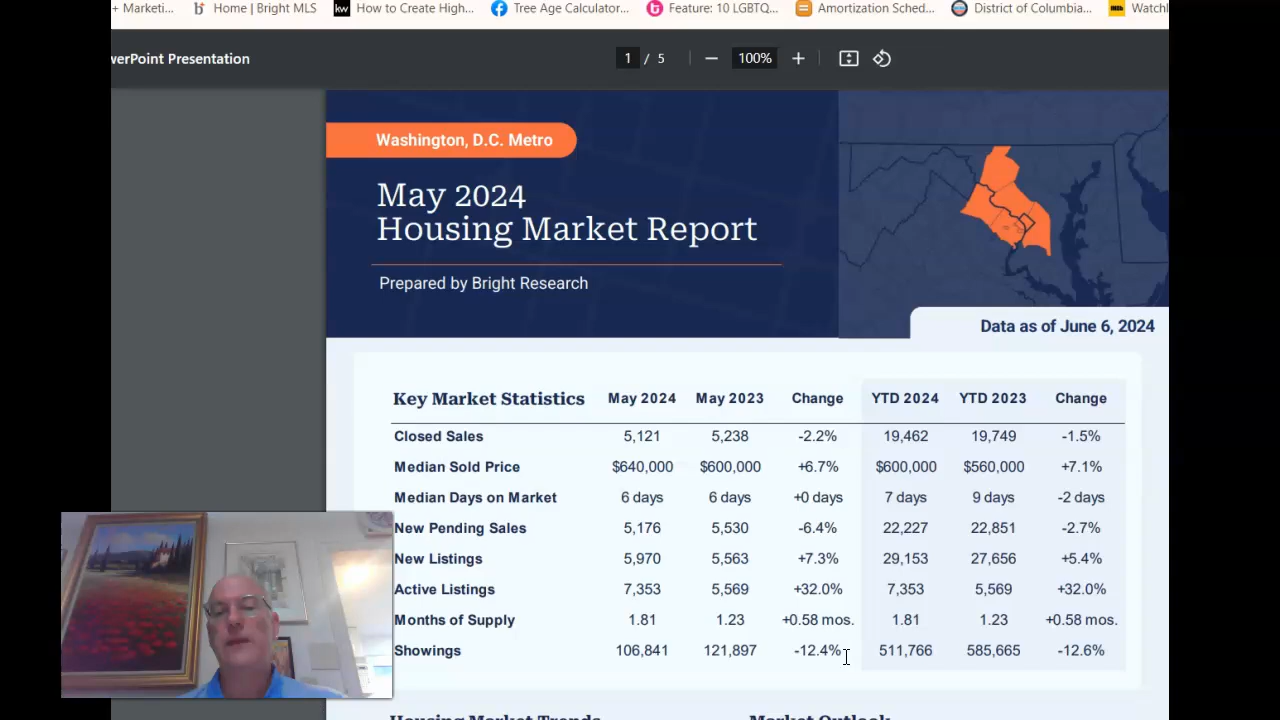 + Marketi...
Home | Bright MLS
How to Create High...
Tree Age Calculator...
Feature: 10 LGBTQ...
Amortization Sched...
District of Columbia...
Watchl
werPoint Presentation
1 / 5
100%
Washington, D.C. Metro
May 2024
Housing Market Report
Prepared by Bright Research
Data as of June 6, 2024
Key Market Statistics May 2024 May 2023 Change YTD 2024 YTD 2023 Change
Closed Sales 5,121 5,238 -2.2% 19,462 19,749 -1.5%
Median Sold Price $640,000 $600,000 +6.7% $600,000 $560,000 +7.1%
Median Days on Market 6 days 6 days +0 days 7 days 9 days -2 days
New Pending Sales 5,176 5,530 -6.4% 22,227 22,851 -2.7%
New Listings 5,970 5,563 +7.3% 29,153 27,656 +5.4%
Active Listings 7,353 5,569 +32.0% 7,353 5,569 +32.0%
Months of Supply 1.81 1.23 +0.58 mos. 1.81 1.23 +0.58 mos.
Showings 106,841 121,897 -12.4% 511,766 585,665 -12.6%
Housing Market Trends
Market Outlook